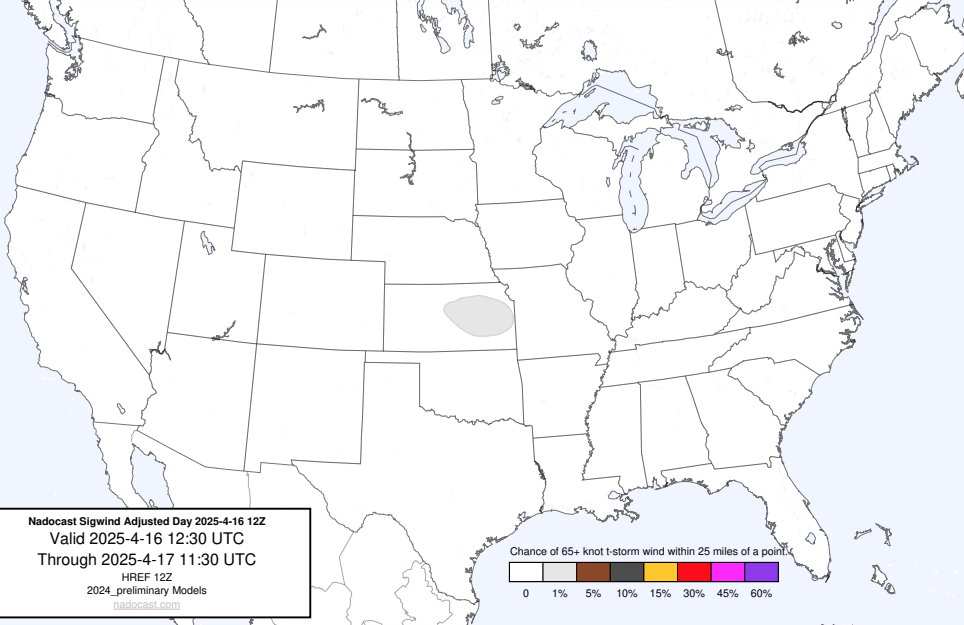 Nadocast Sigwind Adjusted Day 2025-4-16 12Z
Valid 2025-4-16 12:30 UTC
Through 2025-4-17 11:30 UTC
HREF 12Z
2024_preliminary Models
nadocast.com
Chance of 65+ knot t-storm wind within 25 miles of a point.
0 1% 5% 10% 15% 30% 45% 60%